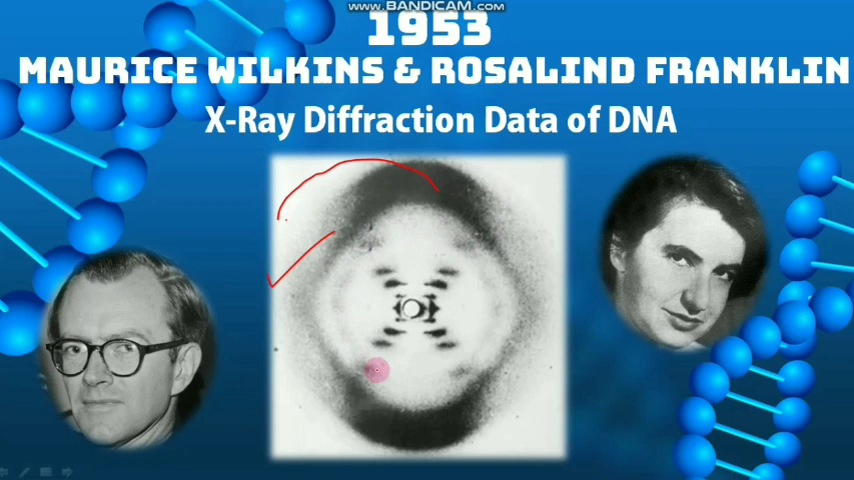 www.BANDICAM.com
1953
MAURICE WILKINS & ROSALIND FRANKLIN
X-Ray Diffraction Data of DNA